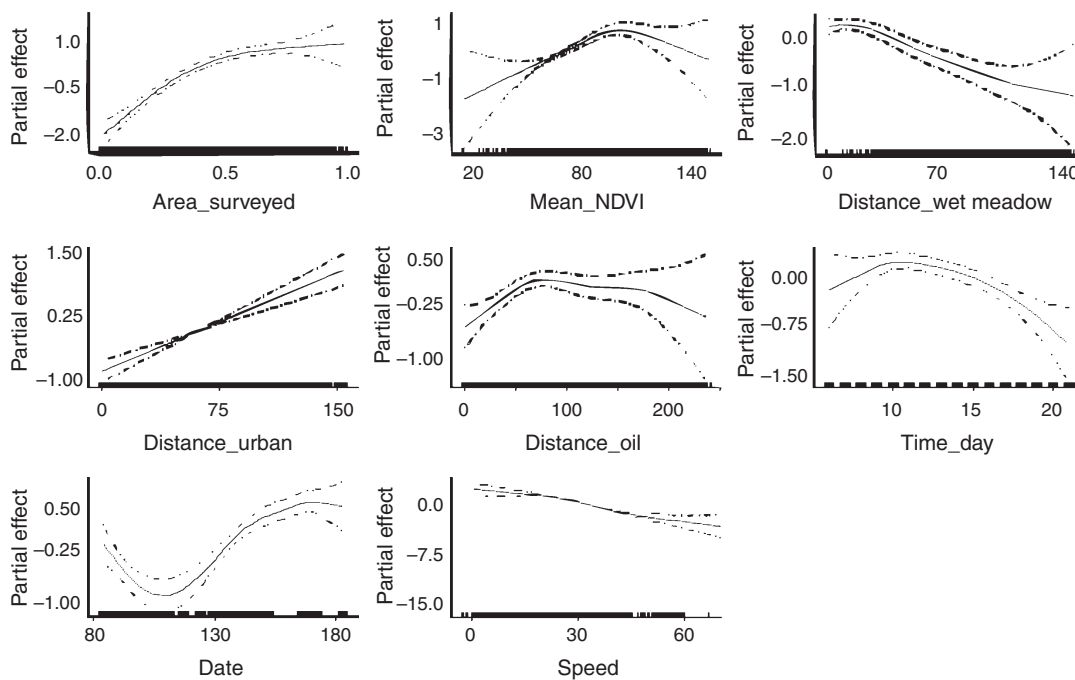 Partial effect
1.0
−0.5
−2.0
0.0 0.5 1.0
Area_surveyed
Partial effect
1
−1
−3
20 80 140
Mean_NDVI
Partial effect
0.0
−1.0
−2.0
0 70 140
Distance_wet meadow
Partial effect
1.50
0.25
−1.00
0 75 150
Distance_urban
Partial effect
0.50
−0.25
−1.00
0 100 200
Distance_oil
Partial effect
0.00
−0.75
−1.50
10 15 20
Time_day
Partial effect
0.50
−0.25
−1.00
80 130 180
Date
Partial effect
0.0
−7.5
−15.0
0 30 60
Speed